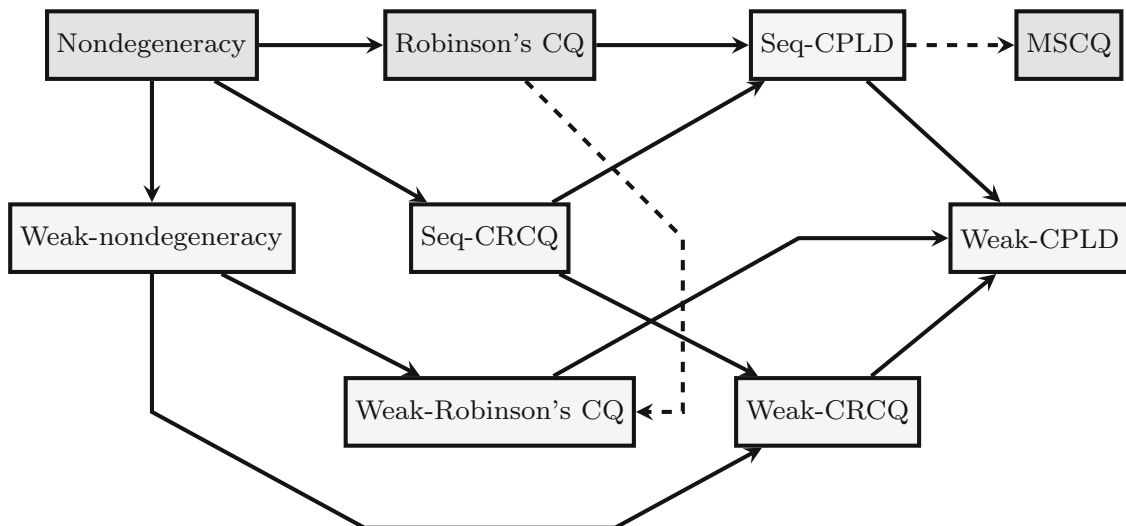 Nondegeneracy
Robinson's CQ
Seq-CPLD
MSCQ
Weak-nondegeneracy
Seq-CRCQ
Weak-CPLD
Weak-Robinson's CQ
Weak-CRCQ